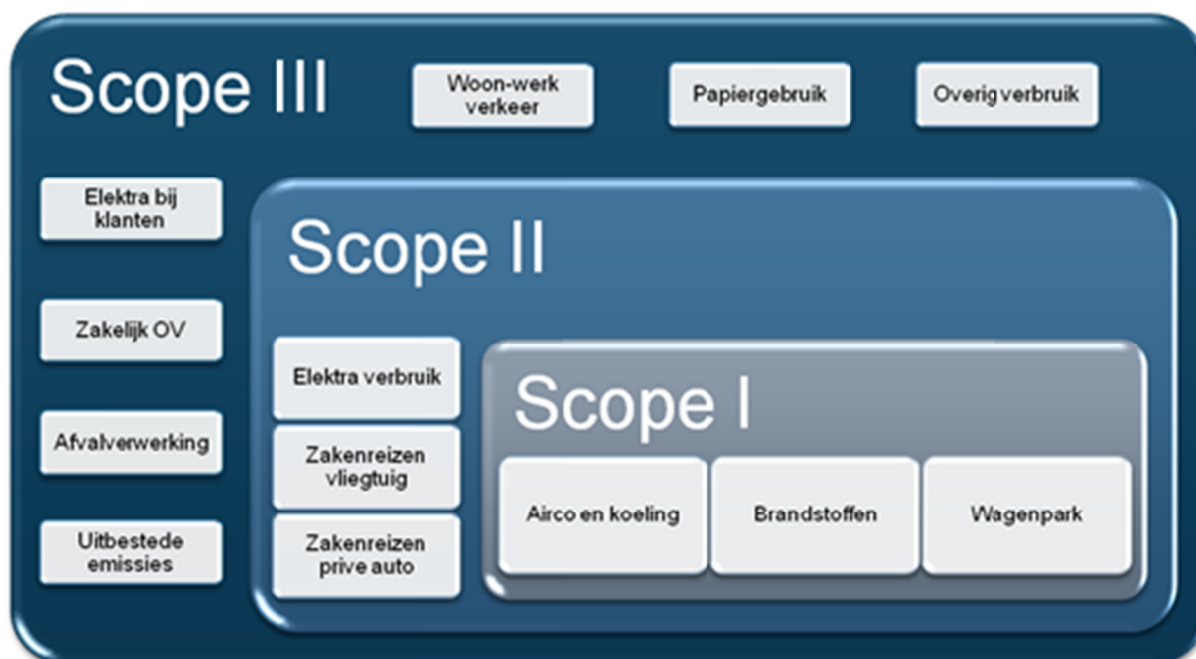 Scope III
Woon-werk
verkeer
Papiergebruik
Overig verbruik
Elektra bij
klanten
Zakelijk OV
Afvalverwerking
Uitbestede
emissies
Scope II
Elektra verbruik
Zakenreizen
vliegtuig
Zakenreizen
prive auto
Scope I
Airco en koeling
Brandstoffen
Wagenpark